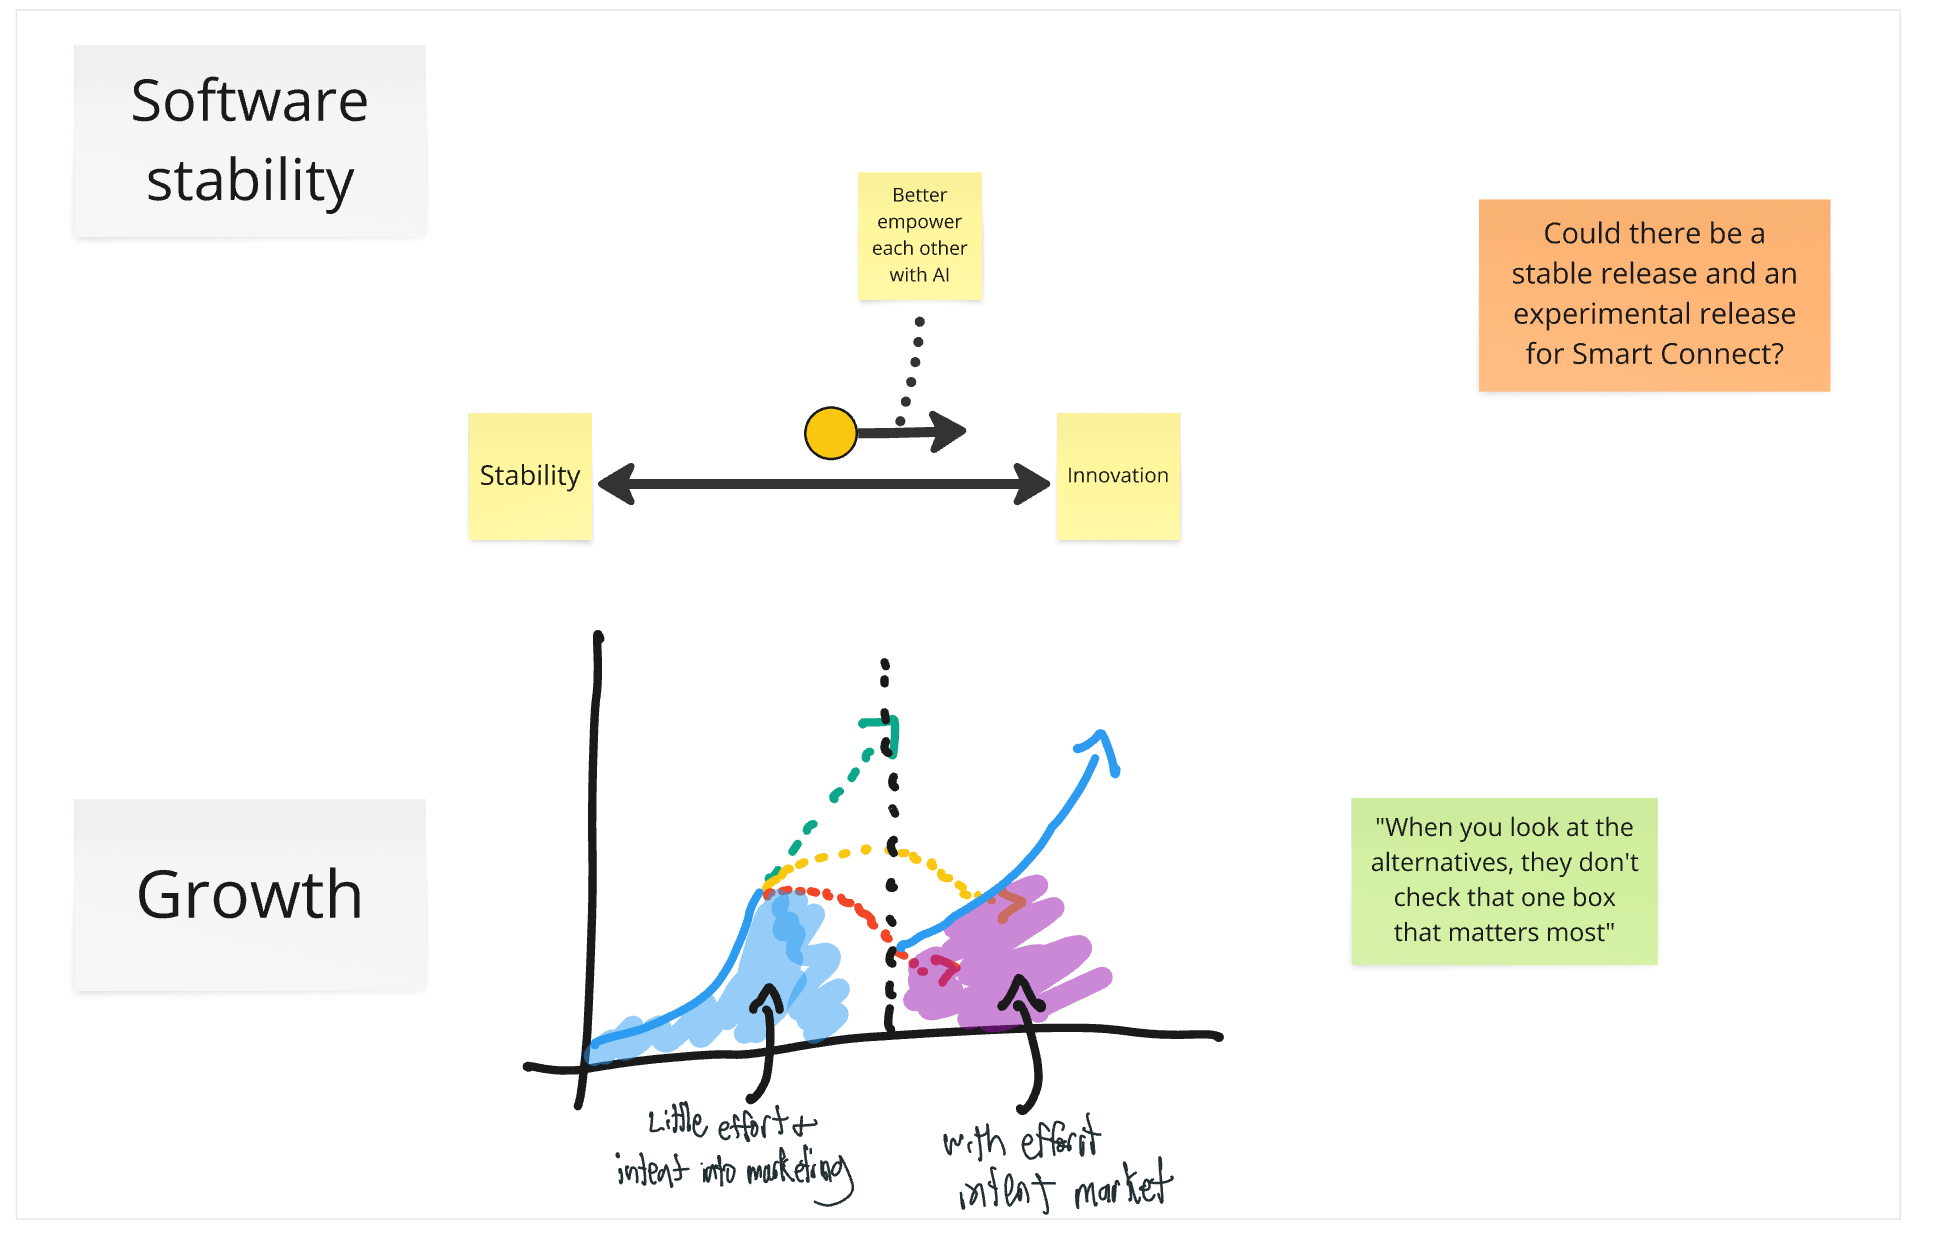 Software
stability
Better
empower
each other
with AI
Could there be a
stable release and an
experimental release
for Smart Connect?
Stability
Innovation
Growth
"When you look at the
alternatives, they don't
check that one box
that matters most"
Little effort +
intent into marketing
with effort
intent market